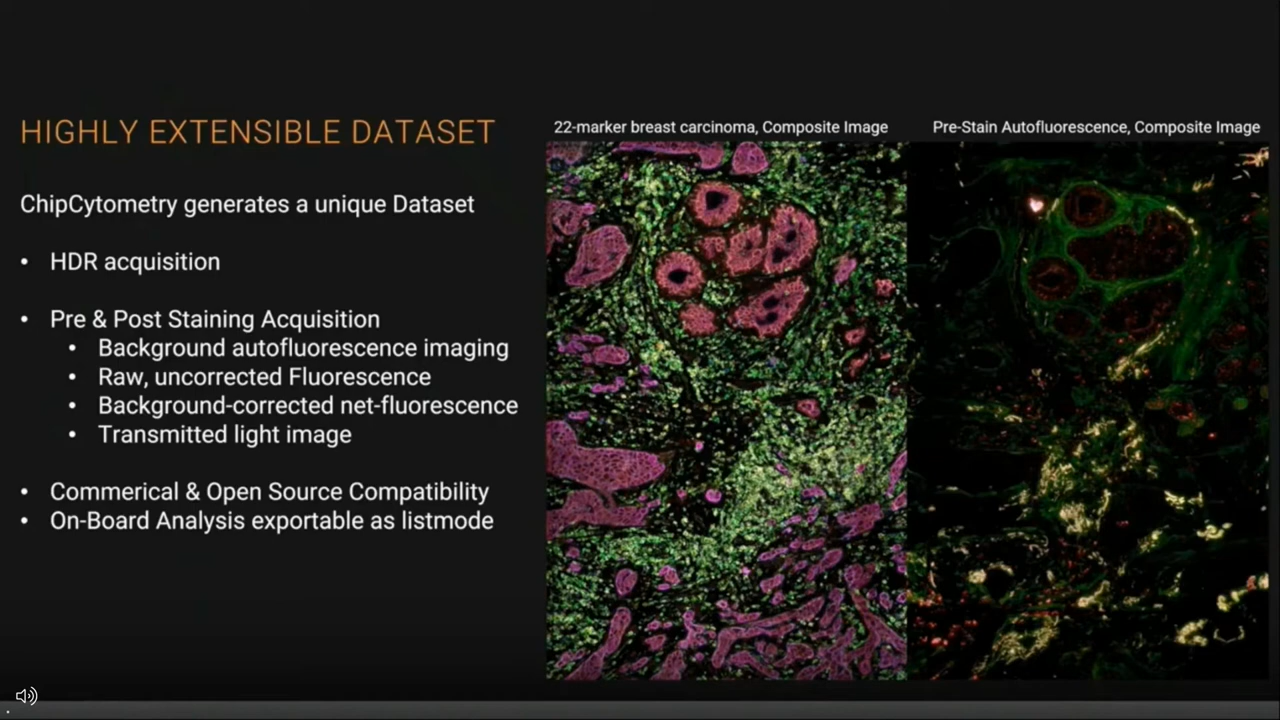 HIGHLY EXTENSIBLE DATASET
ChipCytometry generates a unique Dataset
• HDR acquisition
• Pre & Post Staining Acquisition
• Background autofluorescence imaging
• Raw, uncorrected Fluorescence
• Background-corrected net-fluorescence
• Transmitted light image
• Commerical & Open Source Compatibility
• On-Board Analysis exportable as listmode
22-marker breast carcinoma, Composite Image
Pre-Stain Autofluorescence, Composite Image